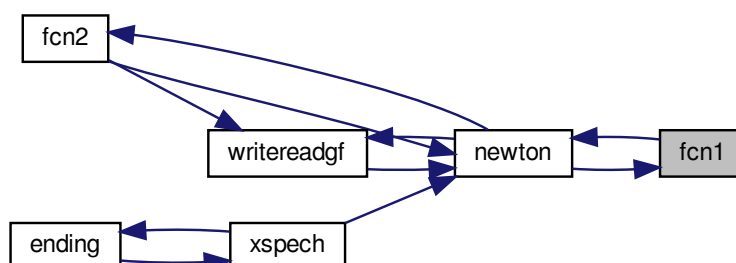 fcn2
writereadgf
newton
fcn1
ending
xspech